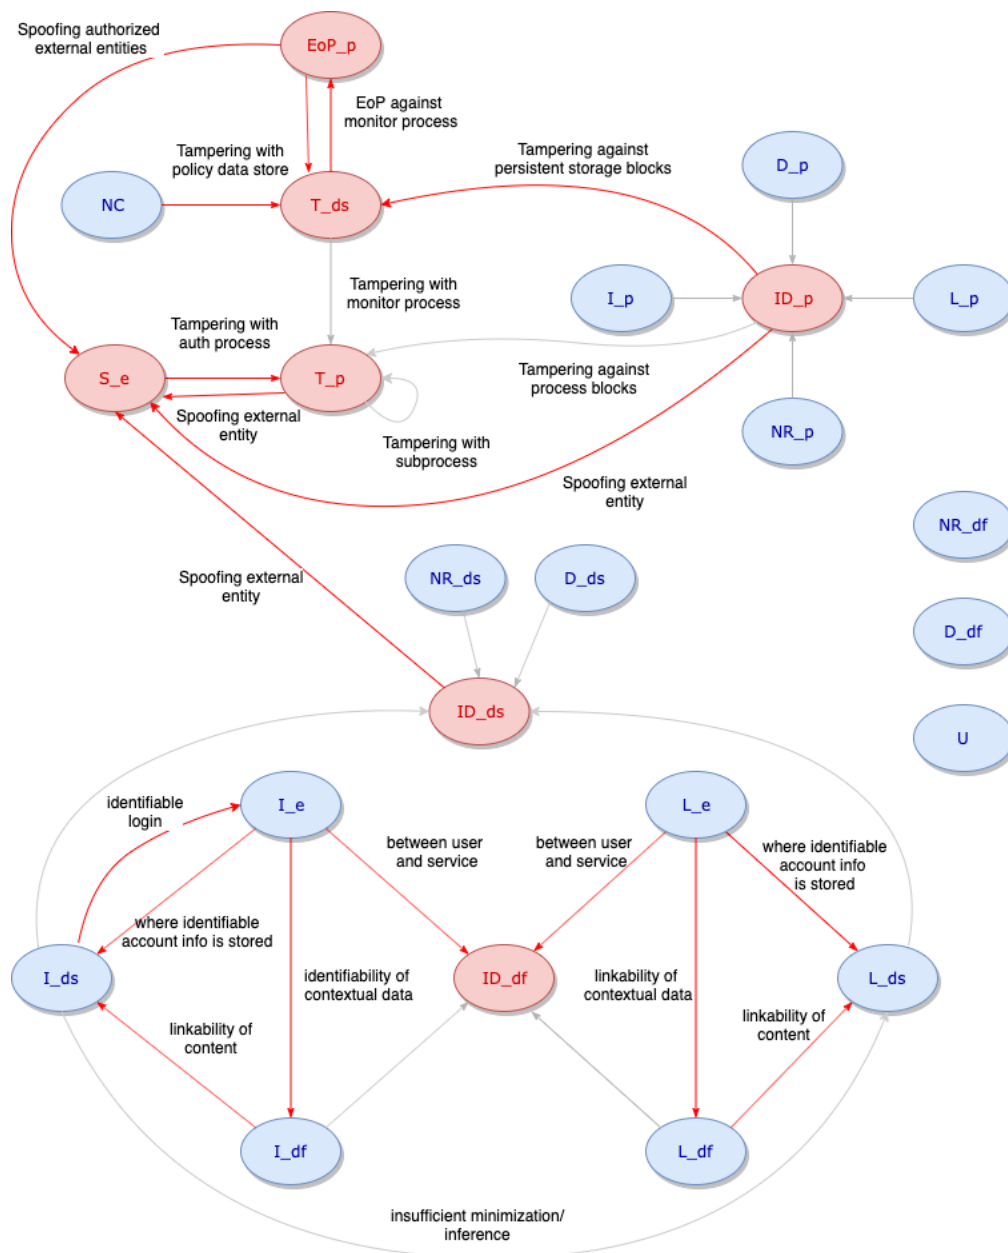 Spoofing authorized
external entities
EoP_p
EoP against
monitor process
Tampering with
policy data store
Tampering against
persistent storage blocks
D_p
NC
T_ds
I_p
ID_p
L_p
Tampering with
monitor process
Tampering with
auth process
S_e
T_p
Tampering against
process blocks
Spoofing external
entity
Tampering with
subprocess
NR_p
Spoofing external
entity
NR_df
Spoofing external
entity
NR_ds
D_ds
D_df
ID_ds
U
identifiable
login
I_e
L_e
between user
and service
between user
and service
where identifiable
account info
is stored
where identifiable
account info is stored
I_ds
identifiability of
contextual data
ID_df
linkability of
contextual data
L_ds
linkability of
content
linkability of
content
I_df
L_df
insufficient minimization/
inference